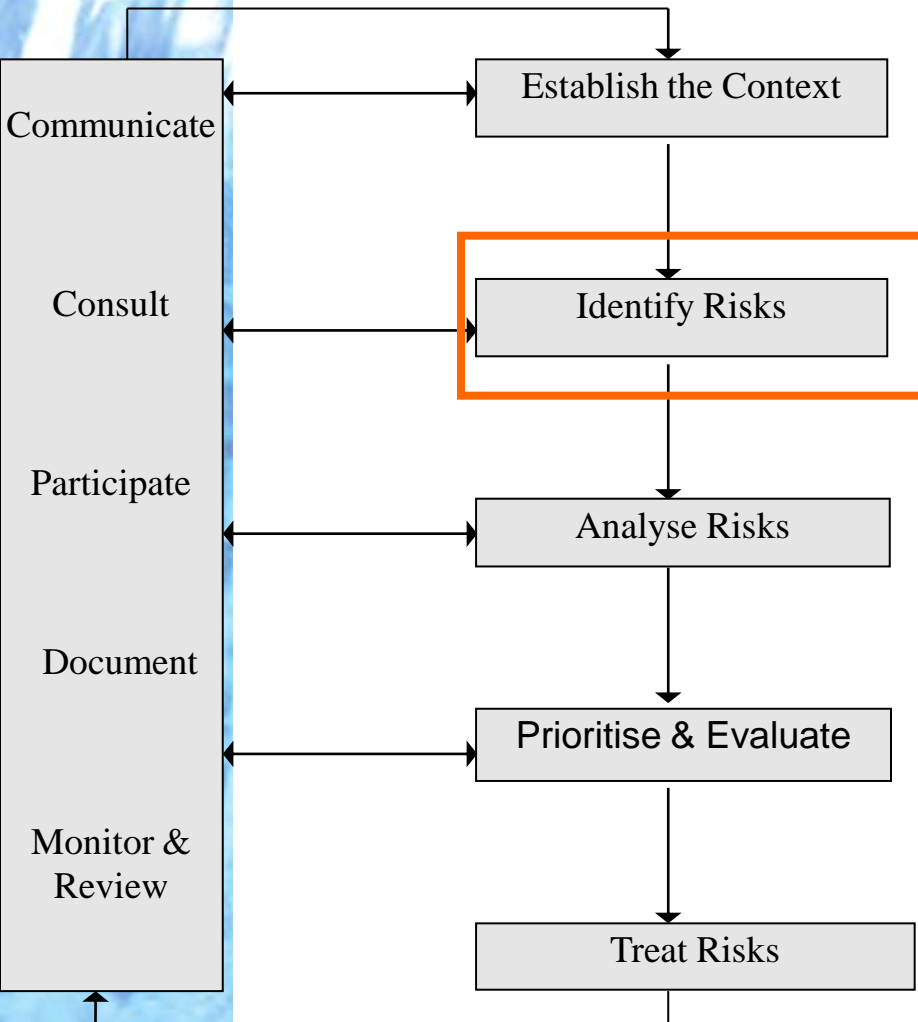 Communicate
Consult
Participate
Document
Monitor &
Review
Establish the Context
Identify Risks
Analyse Risks
Prioritise & Evaluate
Treat Risks